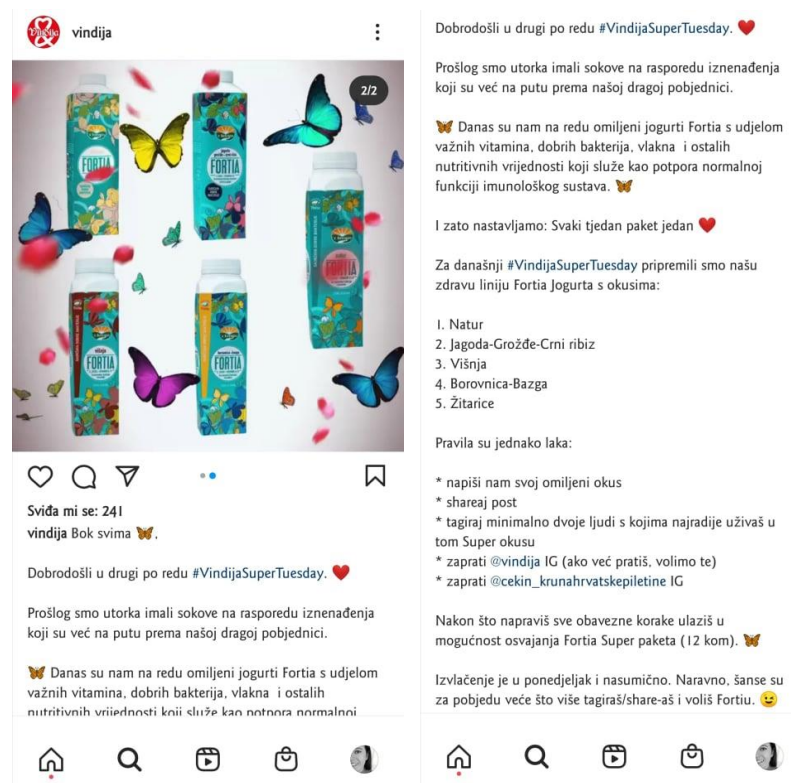 Vindija
vindija
2/2
FORTIA
FORTIA
FORTIA
višnja
FORTIA
FORTIA
Sviđa mi se: 241
vindija Bok svima 🦋.
Dobrodošli u drugi po redu #VindijaSuperTuesday. ❤️
Prošlog smo utorka imali sokove na rasporedu iznenađenja
koji su već na putu prema našoj dragoj pobjednici.
🦋 Danas su nam na redu omiljeni jogurti Fortia s udjelom
važnih vitamina, dobrih bakterija, vlakna i ostalih
nutritivnih vrijednosti koji služe kao potpora normalnoj
Dobrodošli u drugi po redu #VindijaSuperTuesday. ❤️
Prošlog smo utorka imali sokove na rasporedu iznenađenja
koji su već na putu prema našoj dragoj pobjednici.
🦋 Danas su nam na redu omiljeni jogurti Fortia s udjelom
važnih vitamina, dobrih bakterija, vlakna i ostalih
nutritivnih vrijednosti koji služe kao potpora normalnoj
funkciji imunološkog sustava. 🦋
I zato nastavljamo: Svaki tjedan paket jedan ❤️
Za današnji #VindijaSuperTuesday pripremili smo našu
zdravu liniju Fortia Jogurta s okusima:
1. Natur
2. Jagoda-Grožđe-Crni ribiz
3. Višnja
4. Borovnica-Bazga
5. Žitarice
Pravila su jednako laka:
* napiši nam svoj omiljeni okus
* shareaj post
* tagiraj minimalno dvoje ljudi s kojima najradije uživaš u
tom Super okusu
* zaprati @vindija IG (ako već pratiš, volimo te)
* zaprati @cekin_krunahrvatskepiletine IG
Nakon što napraviš sve obavezne korake ulaziš u
mogućnost osvajanja Fortia Super paketa (12 kom). 🦋
Izvlačenje je u ponedjeljak i nasumično. Naravno, šanse su
za pobjedu veće što više tagiraš/share-aš i voliš Fortiu. 😉